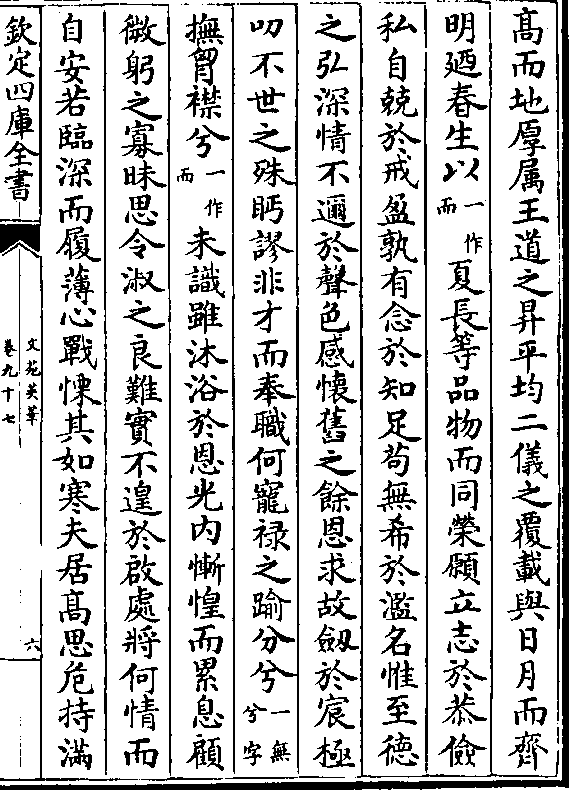 髙而地厚属王道之昇平均二儀之覆載與日月而齊
明廼春生以一作而夏長等品物而同榮願立志於恭儉
私自兢於戒盈孰有念於知足苟無希於濫名惟至德
之弘深情不邇於聲色感懷舊之餘恩求故劔於宸極
叨不世之殊眄謬非才而奉職何寵禄之踰分兮一無兮字
撫胷襟兮一作而未識雖沐浴於恩光内慚惶而累息顧
微躬之寡昧思令淑之良難實不遑於啟處將何情而
自安若臨深而履薄心戰慄其如寒夫居髙思危持滿
欽定四庫全書
文苑英華
卷九十七
六